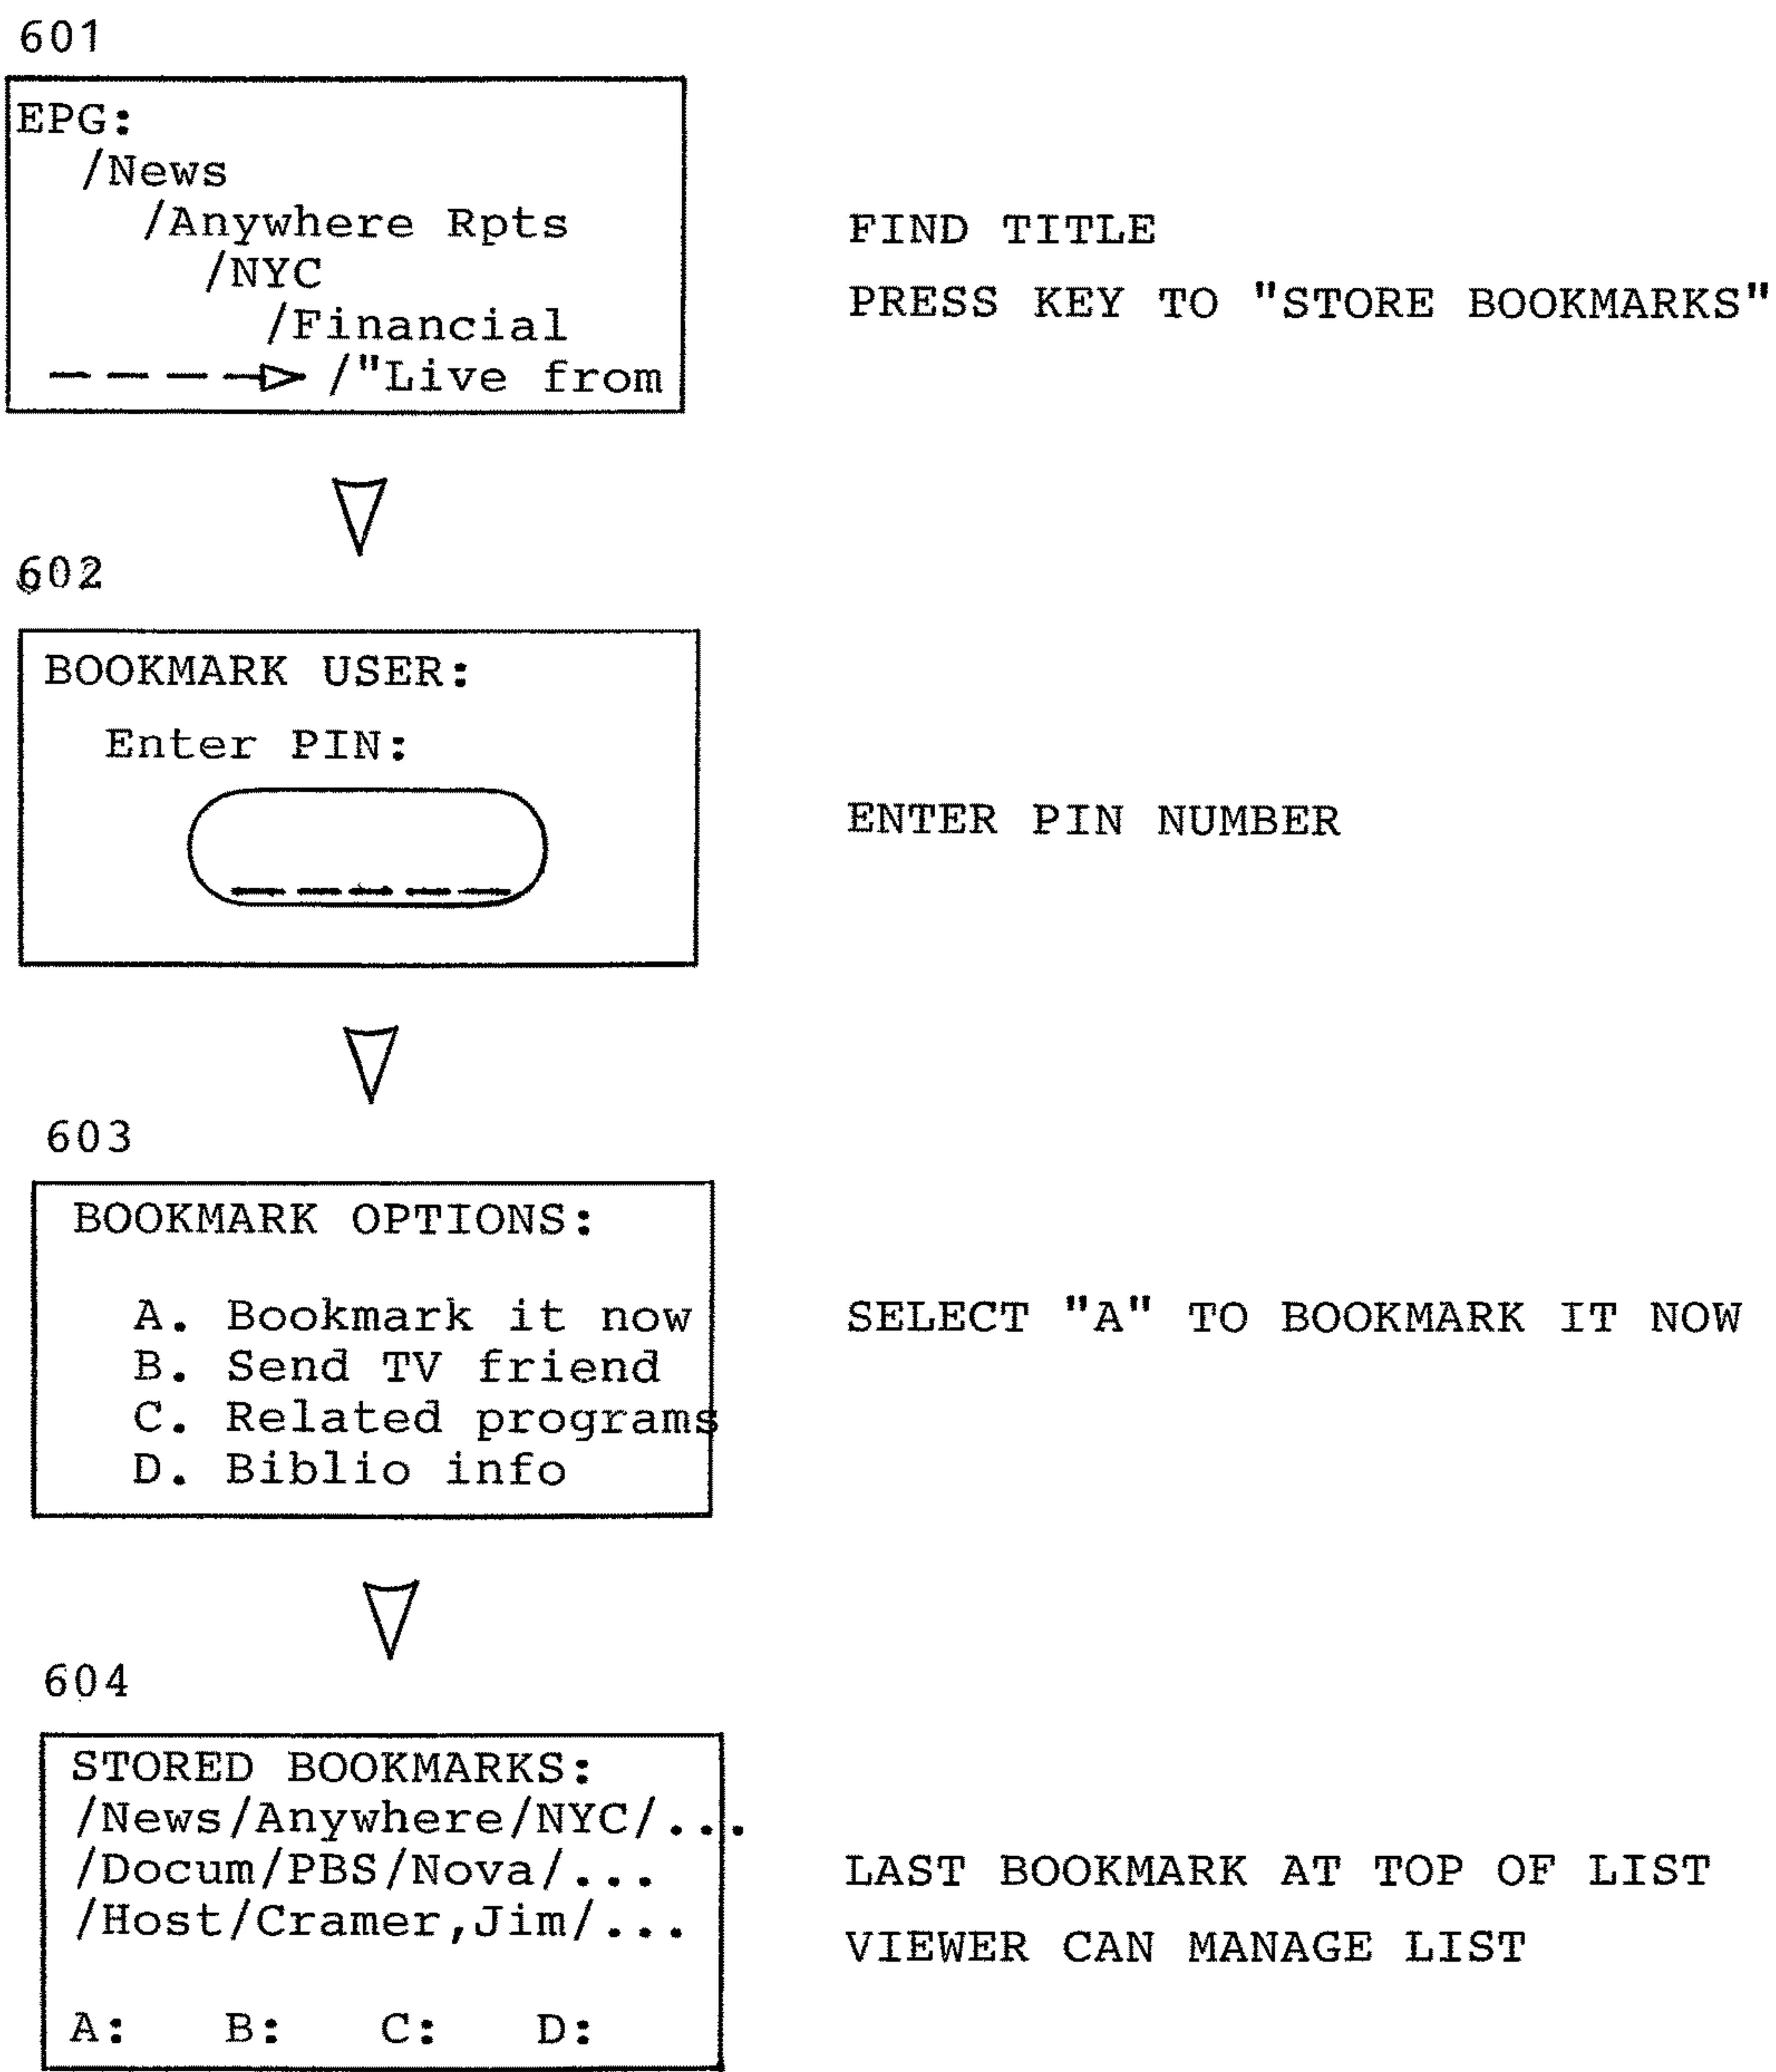 601
EPG:
/News
/Anywhere Rpts
/NYC
/Financial
/"Live from
FIND TITLE
PRESS KEY TO "STORE BOOKMARKS"
602
BOOKMARK USER:
Enter PIN:
ENTER PIN NUMBER
603
BOOKMARK OPTIONS:
A. Bookmark it now
B. Send TV friend
C. Related programs
D. Biblio info
SELECT "A" TO BOOKMARK IT NOW
604
STORED BOOKMARKS:
/News/Anywhere/NYC/...
/Docum/PBS/Nova/...
/Host/Cramer,Jim/...
A: B: C: D:
LAST BOOKMARK AT TOP OF LIST
VIEWER CAN MANAGE LIST